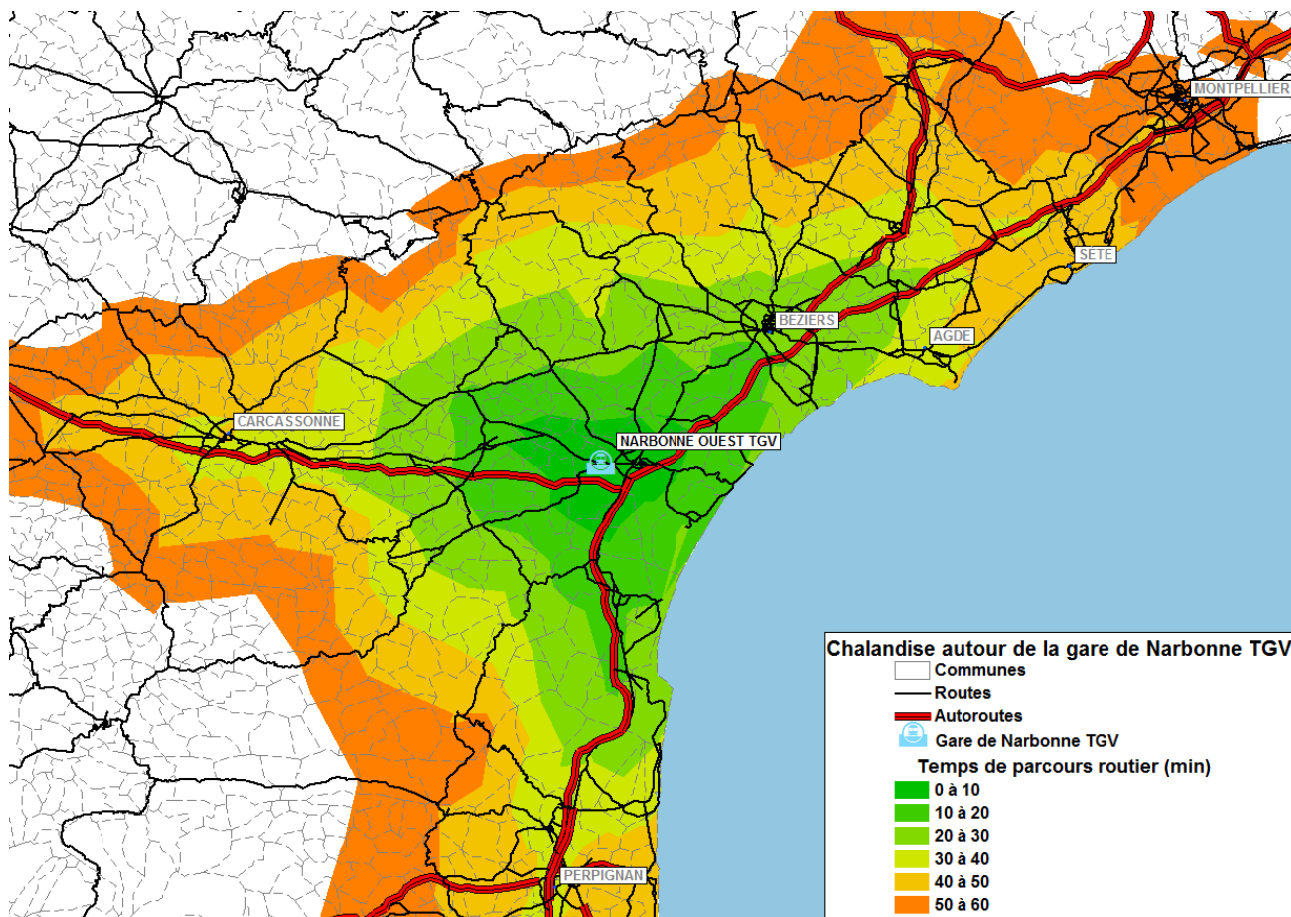 MONTPELLIER
SETE
BEZIERS
AGDE
CARCASSONNE
NARBONNE OUEST TGV
PERPIGNAN
Chalandise autour de la gare de Narbonne TGV
Communes
Routes
Autoroutes
Gare de Narbonne TGV
Temps de parcours routier (min)
0 à 10
10 à 20
20 à 30
30 à 40
40 à 50
50 à 60